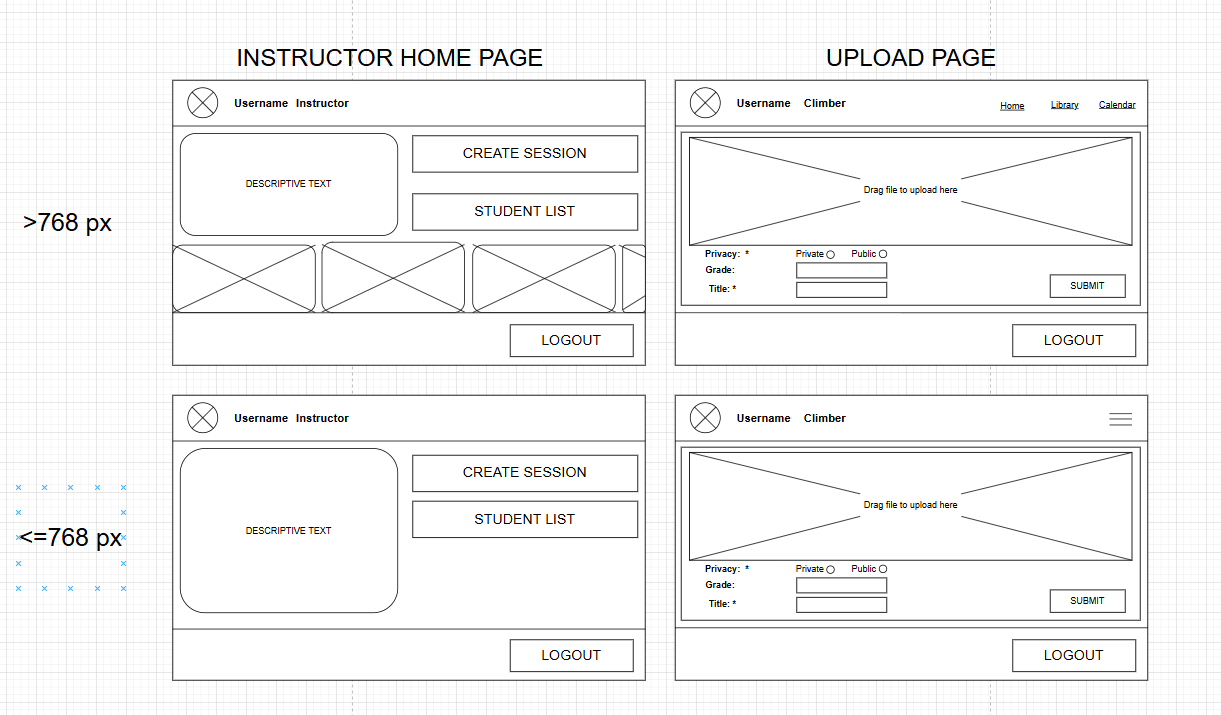 INSTRUCTOR HOME PAGE
UPLOAD PAGE
>768 px
Username Instructor
DESCRIPTIVE TEXT
CREATE SESSION
STUDENT LIST
LOGOUT
Username Climber
Home Library Calendar
Drag file to upload here
Privacy: * Private Public
Grade:
Title: *
SUBMIT
LOGOUT
<=768 px
Username Instructor
DESCRIPTIVE TEXT
CREATE SESSION
STUDENT LIST
LOGOUT
Username Climber
Drag file to upload here
Privacy: * Private Public
Grade:
Title: *
SUBMIT
LOGOUT